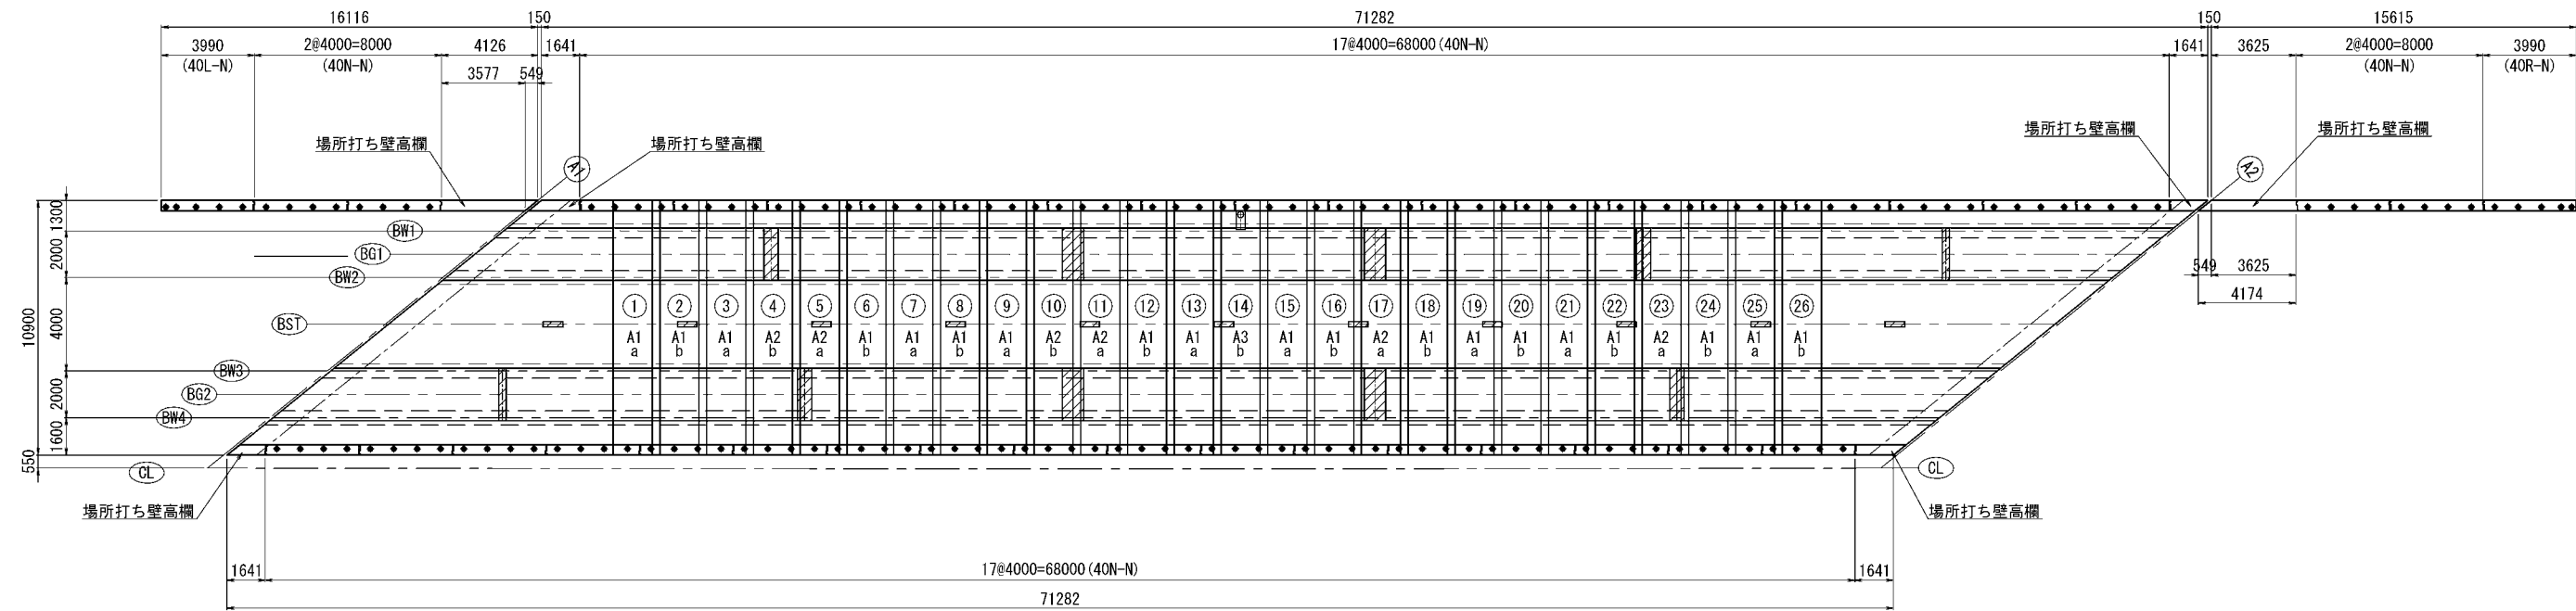 16116
150
71282
150
15615
3990
2@4000=8000
4126
1641
17@4000=68000(40N-N)
1641
3625
2@4000=8000
3990
(40L-N)
(40N-N)
(40N-N)
(40R-N)
3577
549
場所打ち壁高欄
場所打ち壁高欄
場所打ち壁高欄
場所打ち壁高欄
A1
A2
1300
2000
4000
2000
1600
10900
550
BW1
BG1
BW2
BST
BW3
BG2
BW4
CL
549
3625
4174
1 2 3 4 5 6 7 8 9 10 11 12 13 14 15 16 17 18 19 20 21 22 23 24 25 26
A1 A1 A1 A2 A2 A1 A1 A1 A1 A2 A2 A1 A1 A3 A1 A1 A2 A1 A1 A1 A1 A1 A2 A1 A1 A1
a b a b a b a b a b a b a b a b a b a b a b a b a b
CL
場所打ち壁高欄
場所打ち壁高欄
1641
17@4000=68000(40N-N)
1641
71282